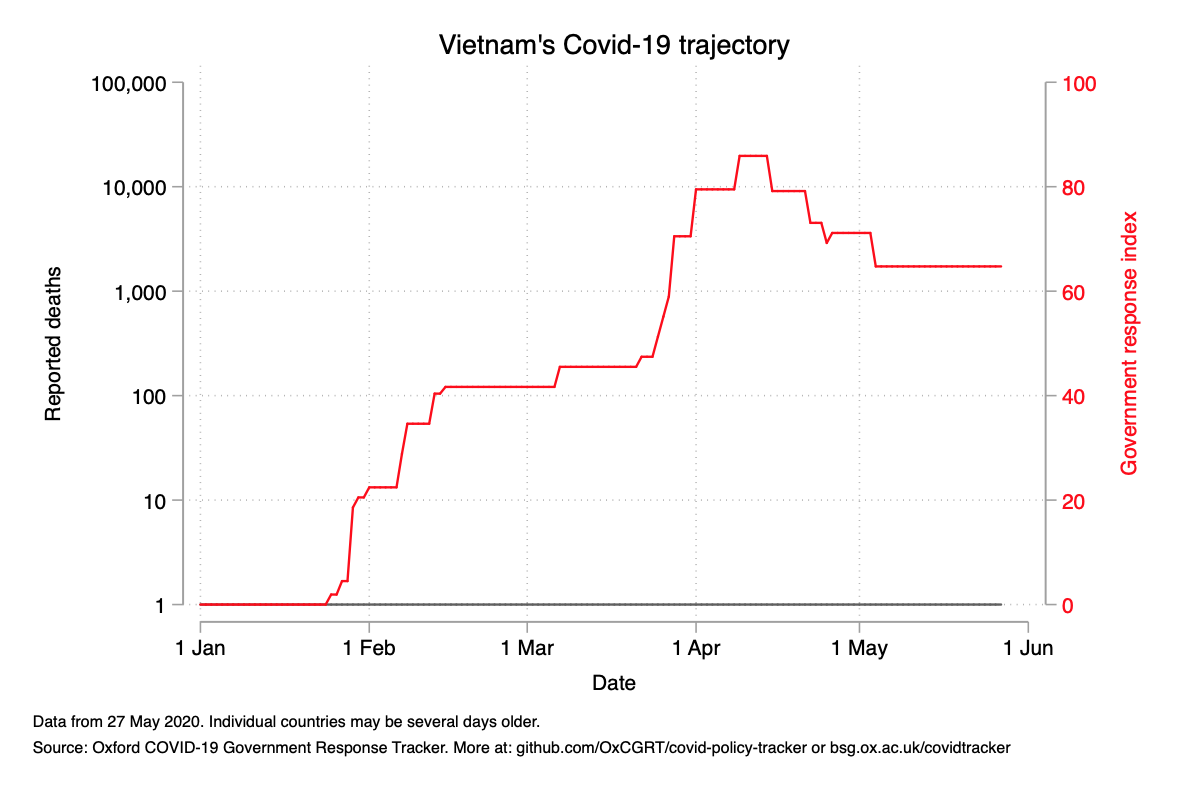 Vietnam's Covid-19 trajectory
100,000
10,000
1,000
100
10
1
Reported deaths
100
80
60
40
20
0
Government response index
1 Jan 1 Feb 1 Mar 1 Apr 1 May 1 Jun
Date
Data from 27 May 2020. Individual countries may be several days older.
Source: Oxford COVID-19 Government Response Tracker. More at: github.com/OxCGRT/covid-policy-tracker or bsg.ox.ac.uk/covidtracker